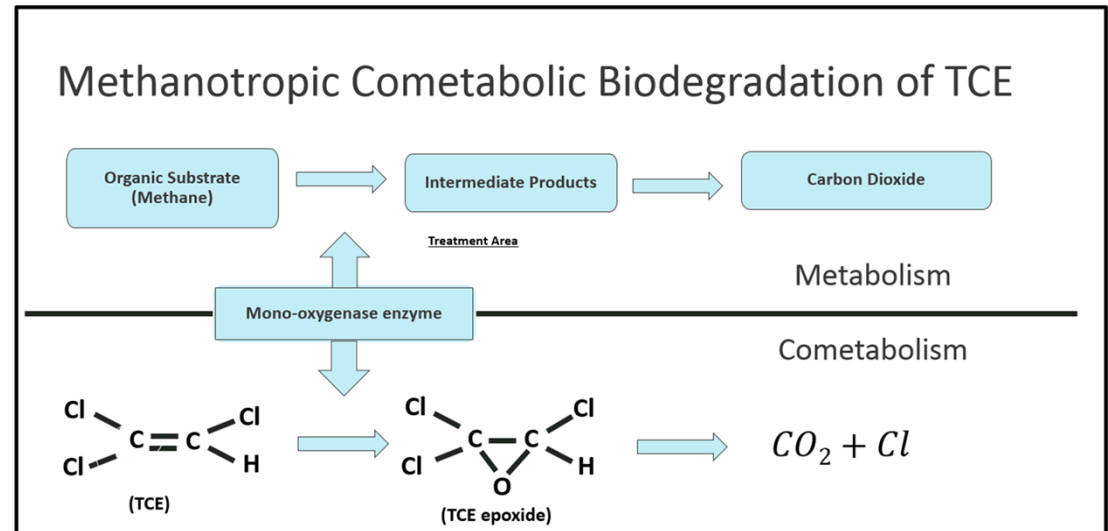 Methanotropic Cometabolic Biodegradation of TCE
Organic Substrate
(Methane)
Intermediate Products
Carbon Dioxide
Treatment Area
Metabolism
Mono-oxygenase enzyme
Cometabolism
Cl
Cl
C
C
Cl
H
(TCE)
Cl
Cl
C
C
Cl
H
O
(TCE epoxide)
CO₂ + Cl